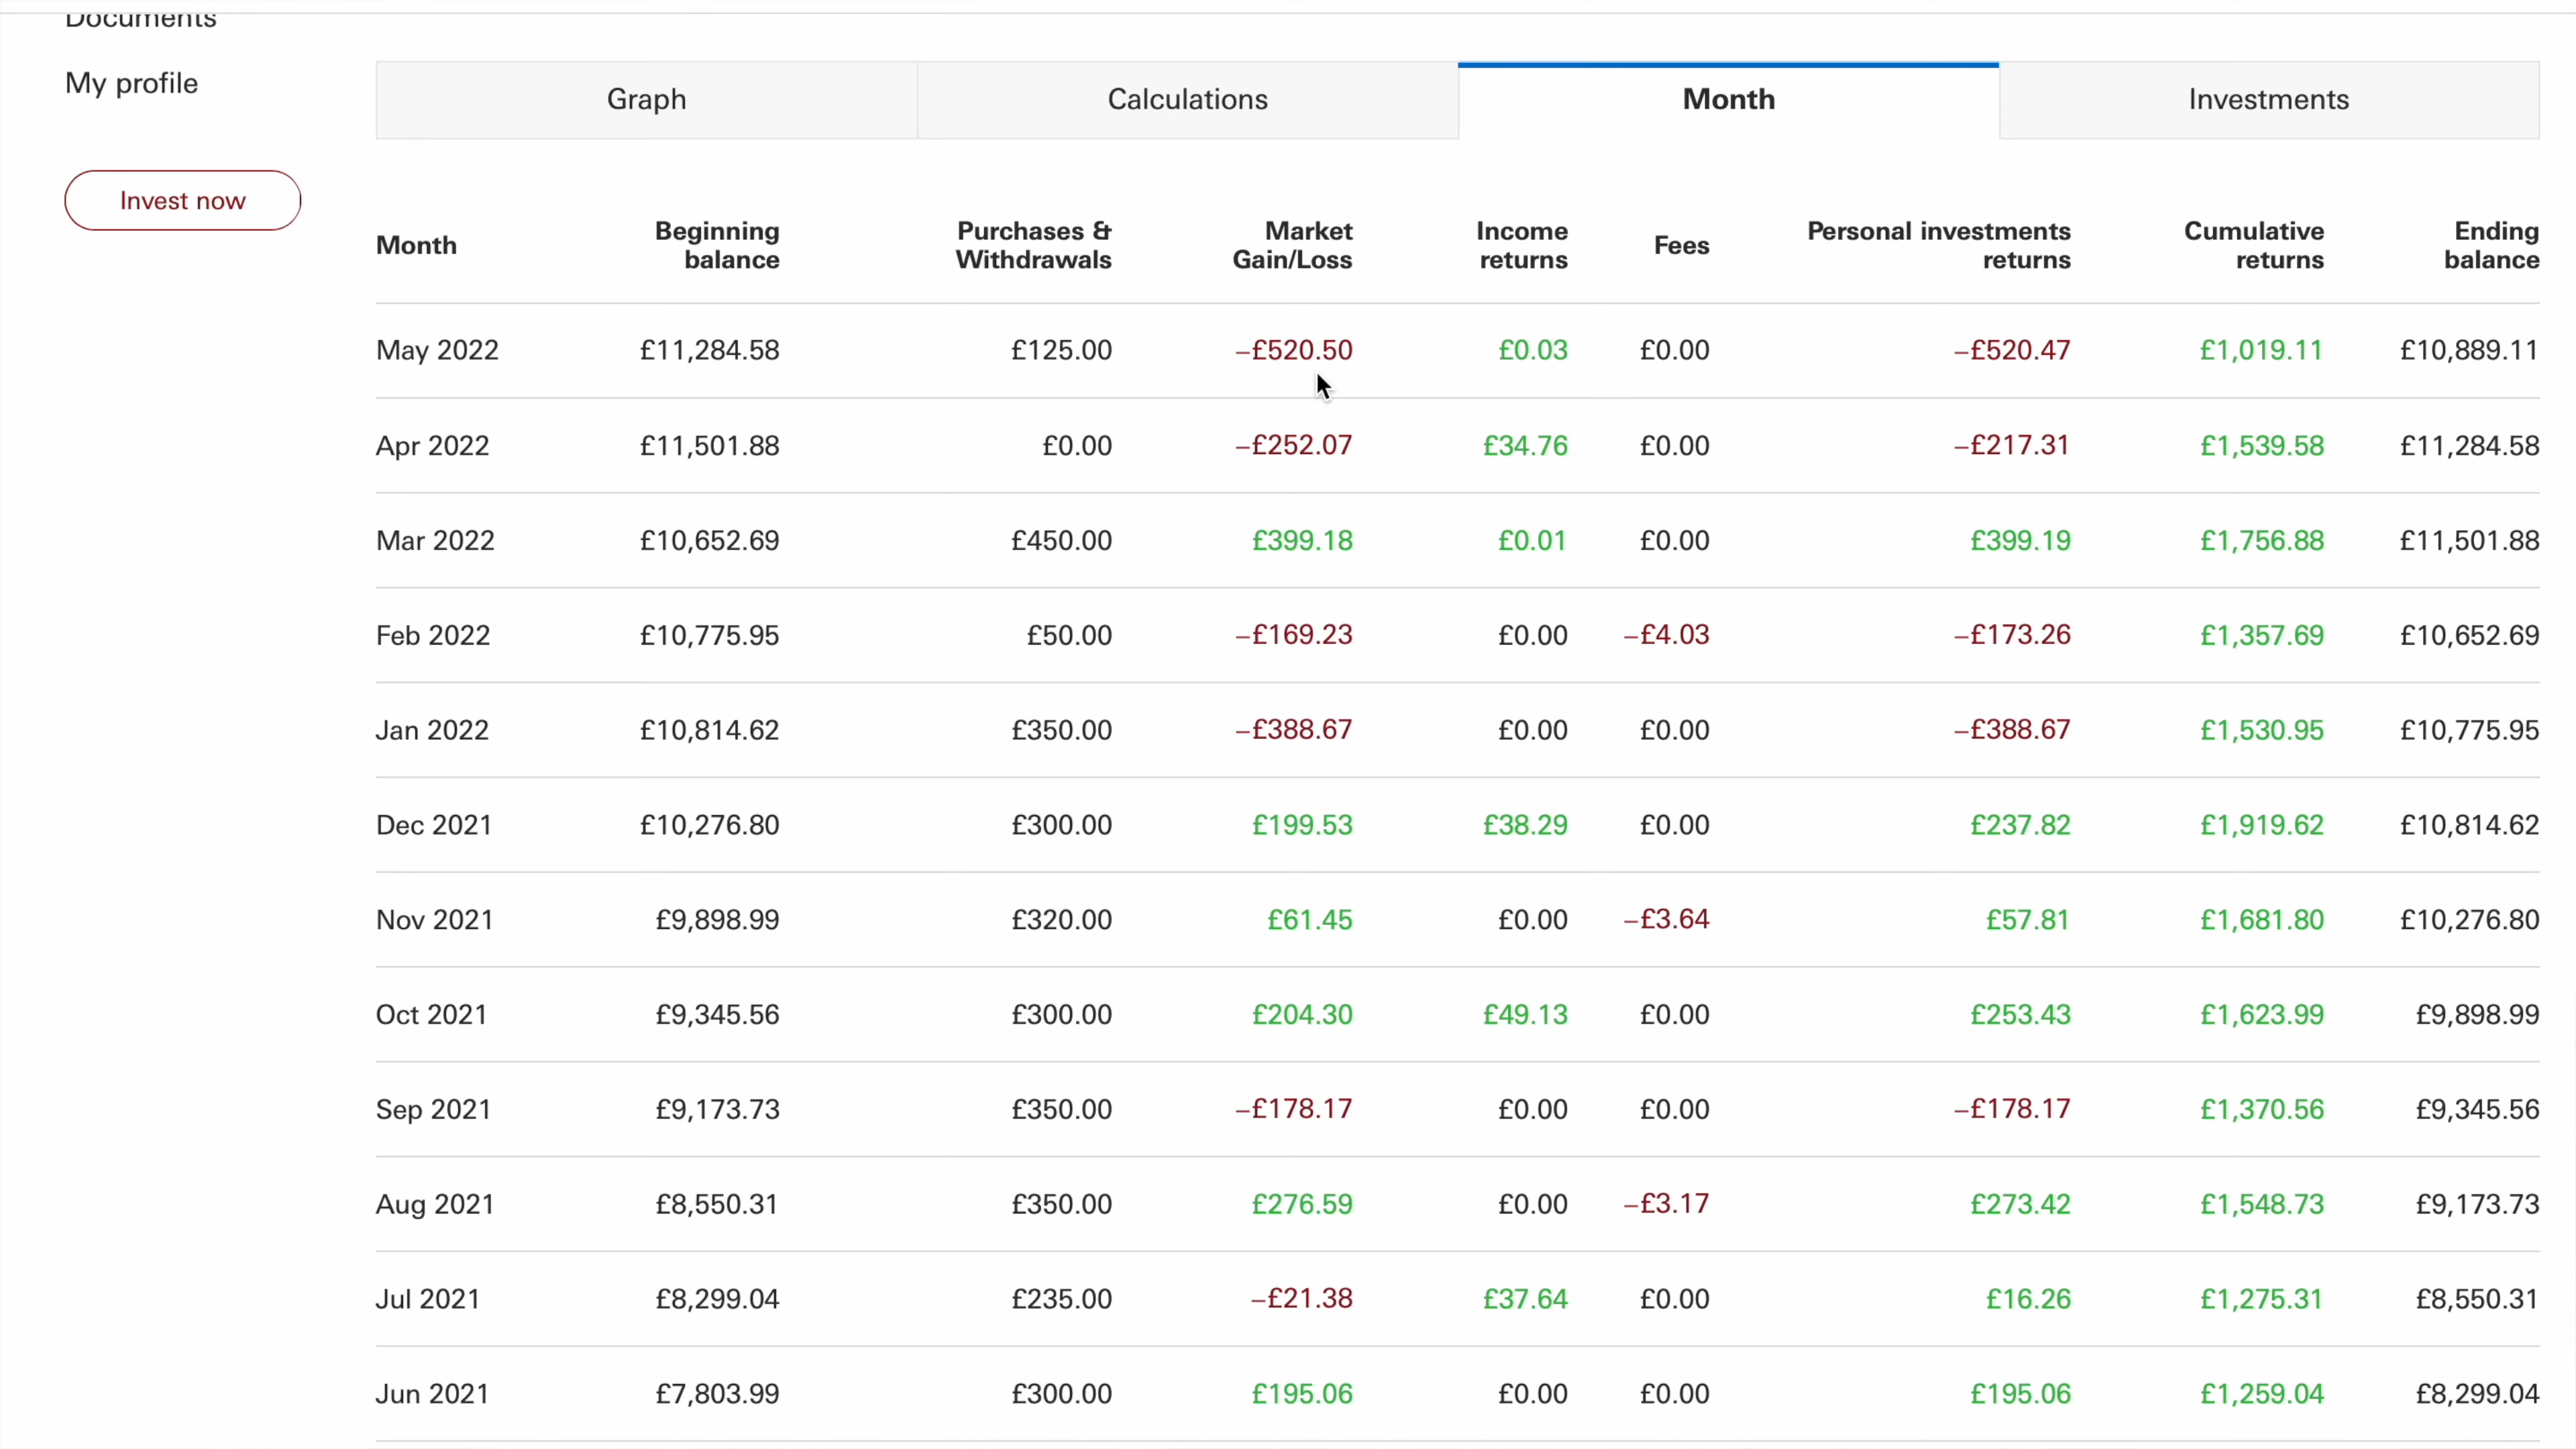 Documents
My profile
Invest now
Graph Calculations Month Investments
Month Beginning balance Purchases & Withdrawals Market Gain/Loss Income returns Fees Personal investments returns Cumulative returns Ending balance
May 2022 £11,284.58 £125.00 –£520.50 £0.03 £0.00 –£520.47 £1,019.11 £10,889.11
Apr 2022 £11,501.88 £0.00 –£252.07 £34.76 £0.00 –£217.31 £1,539.58 £11,284.58
Mar 2022 £10,652.69 £450.00 £399.18 £0.01 £0.00 £399.19 £1,756.88 £11,501.88
Feb 2022 £10,775.95 £50.00 –£169.23 £0.00 –£4.03 –£173.26 £1,357.69 £10,652.69
Jan 2022 £10,814.62 £350.00 –£388.67 £0.00 £0.00 –£388.67 £1,530.95 £10,775.95
Dec 2021 £10,276.80 £300.00 £199.53 £38.29 £0.00 £237.82 £1,919.62 £10,814.62
Nov 2021 £9,898.99 £320.00 £61.45 £0.00 –£3.64 £57.81 £1,681.80 £10,276.80
Oct 2021 £9,345.56 £300.00 £204.30 £49.13 £0.00 £253.43 £1,623.99 £9,898.99
Sep 2021 £9,173.73 £350.00 –£178.17 £0.00 £0.00 –£178.17 £1,370.56 £9,345.56
Aug 2021 £8,550.31 £350.00 £276.59 £0.00 –£3.17 £273.42 £1,548.73 £9,173.73
Jul 2021 £8,299.04 £235.00 –£21.38 £37.64 £0.00 £16.26 £1,275.31 £8,550.31
Jun 2021 £7,803.99 £300.00 £195.06 £0.00 £0.00 £195.06 £1,259.04 £8,299.04